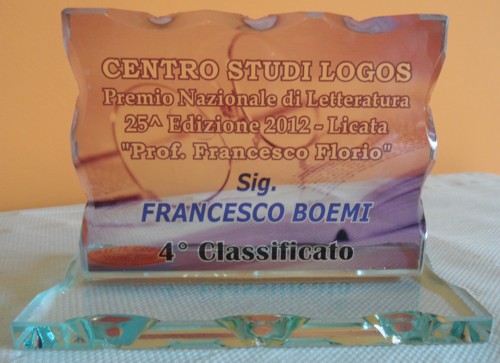 CENTRO STUDI LOGOS
Premio Nazionale di Letteratura
25^ Edizione 2012 - Licata
"Prof. Francesco Florio"
Sig.
FRANCESCO BOEMI
4° Classificato